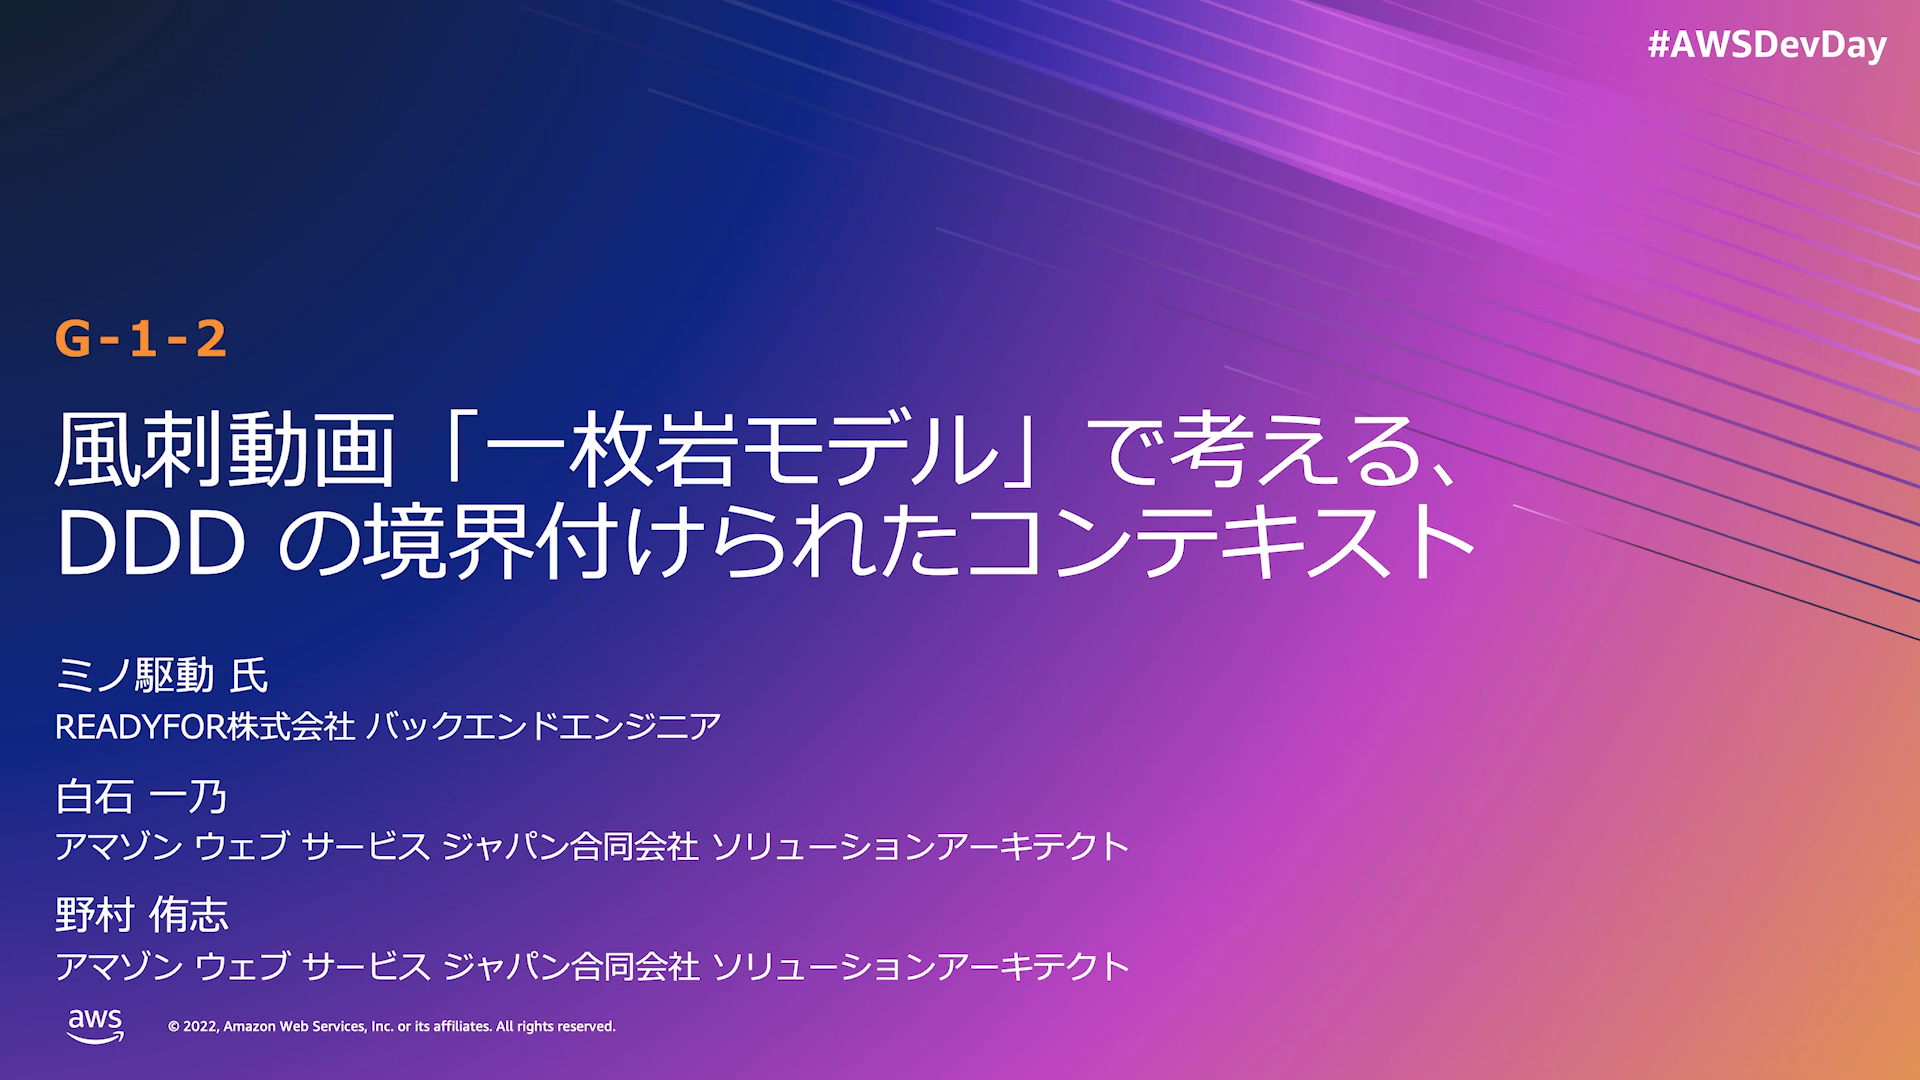 #AWSDevDay
G-1-2
風刺動画「一枚岩モデル」で考える、
DDD の境界付けられたコンテキスト
ミノ駆動 氏
READYFOR株式会社 バックエンドエンジニア
白石 一乃
アマゾン ウェブ サービス ジャパン合同会社 ソリューションアーキテクト
野村 侑志
アマゾン ウェブ サービス ジャパン合同会社 ソリューションアーキテクト
aws
© 2022, Amazon Web Services, Inc. or its affiliates. All rights reserved.